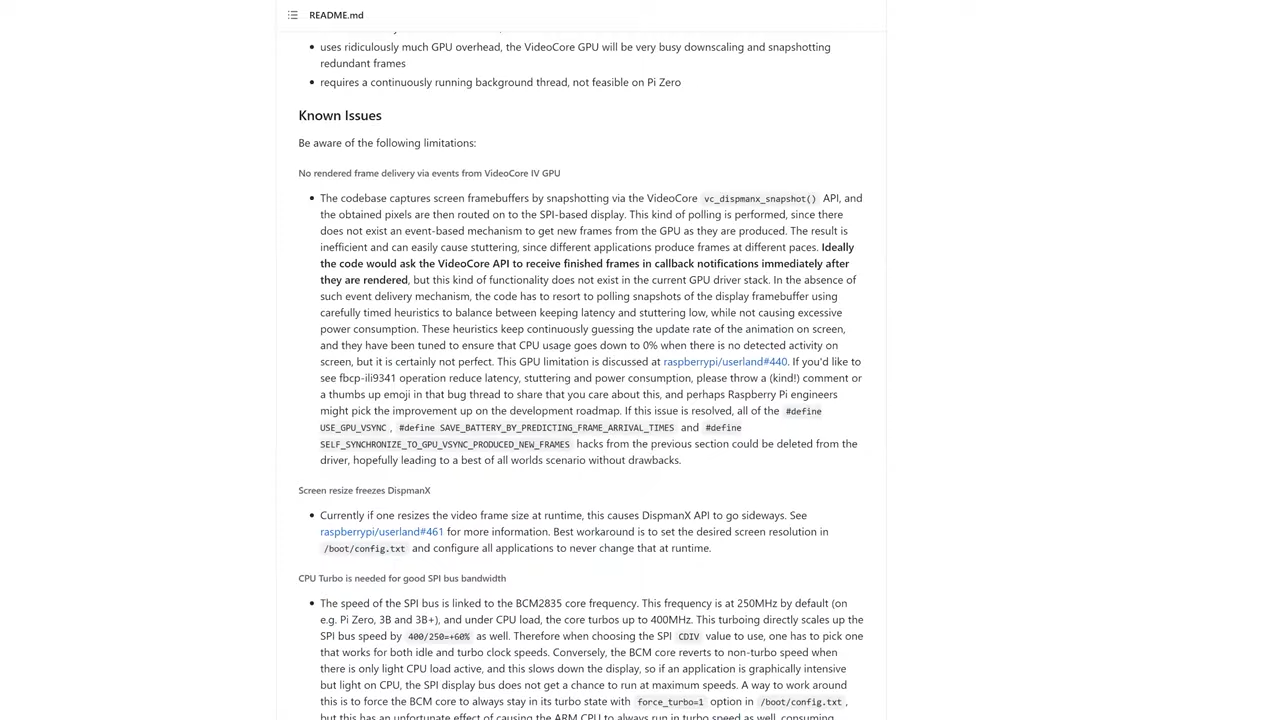 README.md
uses ridiculously much GPU overhead, the VideoCore GPU will be very busy downscaling and snapshotting
redundant frames
requires a continuously running background thread, not feasible on Pi Zero
Known Issues
Be aware of the following limitations:
No rendered frame delivery via events from VideoCore IV GPU
The codebase captures screen framebuffers by snapshotting via the VideoCore vc_dispmanx_snapshot() API, and
the obtained pixels are then routed on to the SPI-based display. This kind of polling is performed, since there
does not exist an event-based mechanism to get new frames from the GPU as they are produced. The result is
inefficient and can easily cause stuttering, since different applications produce frames at different paces. Ideally
the code would ask the VideoCore API to receive finished frames in callback notifications immediately after
they are rendered, but this kind of functionality does not exist in the current GPU driver stack. In the absence of
such event delivery mechanism, the code has to resort to polling snapshots of the display framebuffer using
carefully timed heuristics to balance between keeping latency and stuttering low, while not causing excessive
power consumption. These heuristics keep continuously guessing the update rate of the animation on screen,
and they have been tuned to ensure that CPU usage goes down to 0% when there is no detected activity on
screen, but it is certainly not perfect. This GPU limitation is discussed at raspberrypi/userland#440. If you'd like to
see fbcp-ili9341 operation reduce latency, stuttering and power consumption, please throw a (kind!) comment or
a thumbs up emoji in that bug thread to share that you care about this, and perhaps Raspberry Pi engineers
might pick the improvement up on the development roadmap. If this issue is resolved, all of the #define
USE_GPU_VSYNC, #define SAVE_BATTERY_BY_PREDICTING_FRAME_ARRIVAL_TIMES and #define
SELF_SYNCHRONIZE_TO_GPU_VSYNC_PRODUCED_NEW_FRAMES hacks from the previous section could be deleted from the
driver, hopefully leading to a best of all worlds scenario without drawbacks.
Screen resize freezes DispmanX
Currently if one resizes the video frame size at runtime, this causes DispmanX API to go sideways. See
raspberrypi/userland#461 for more information. Best workaround is to set the desired screen resolution in
/boot/config.txt and configure all applications to never change that at runtime.
CPU Turbo is needed for good SPI bus bandwidth
The speed of the SPI bus is linked to the BCM2835 core frequency. This frequency is at 250MHz by default (on
e.g. Pi Zero, 3B and 3B+), and under CPU load, the core turbos up to 400MHz. This turboing directly scales up the
SPI bus speed by 400/250=+60% as well. Therefore when choosing the SPI CDIV value to use, one has to pick one
that works for both idle and turbo clock speeds. Conversely, the BCM core reverts to non-turbo speed when
there is only light CPU load active, and this slows down the display, so if an application is graphically intensive
but light on CPU, the SPI display bus does not get a chance to run at maximum speeds. A way to work around
this is to force the BCM core to always stay in its turbo state with force_turbo=1 option in /boot/config.txt,
but this has an unfortunate effect of causing the ARM CPU to always run in turbo speed as well, consuming